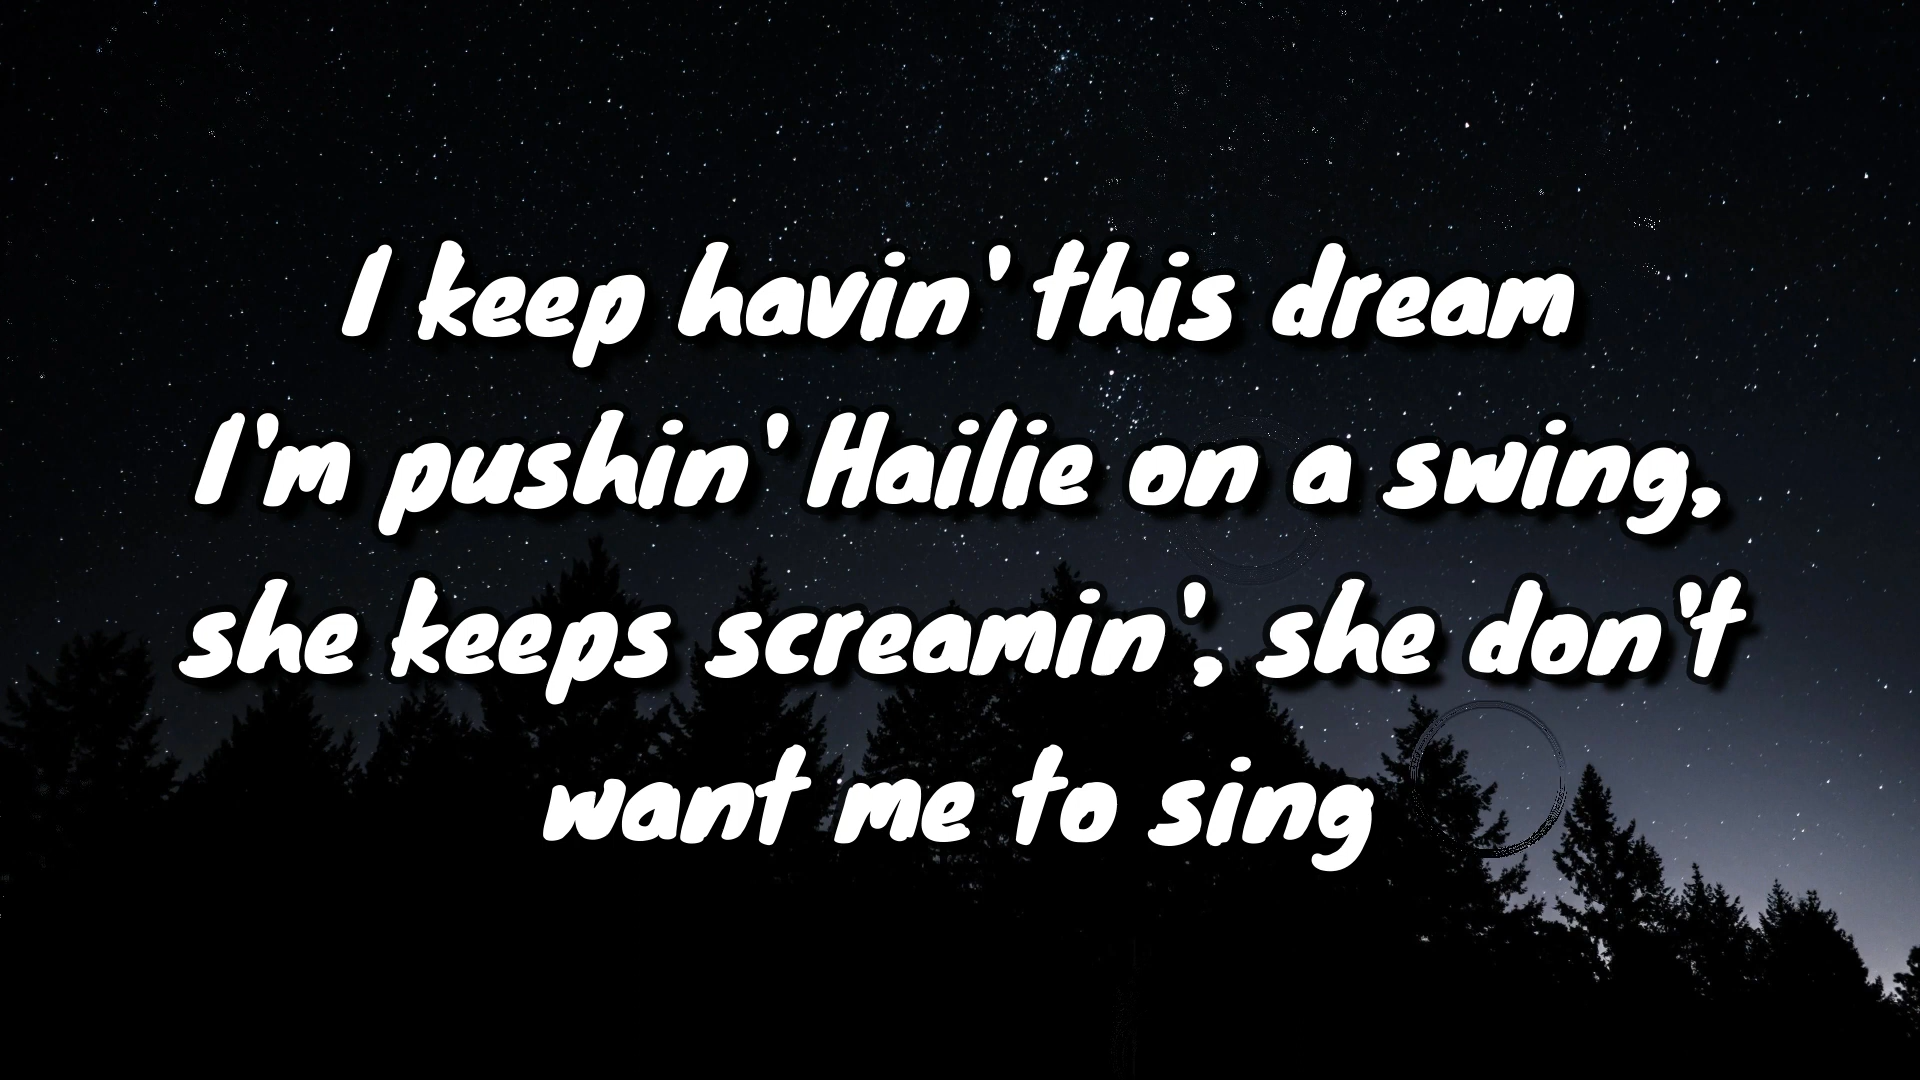 I keep havin' this dream
I'm pushin' Hailie on a swing,
she keeps screamin', she don't
want me to sing